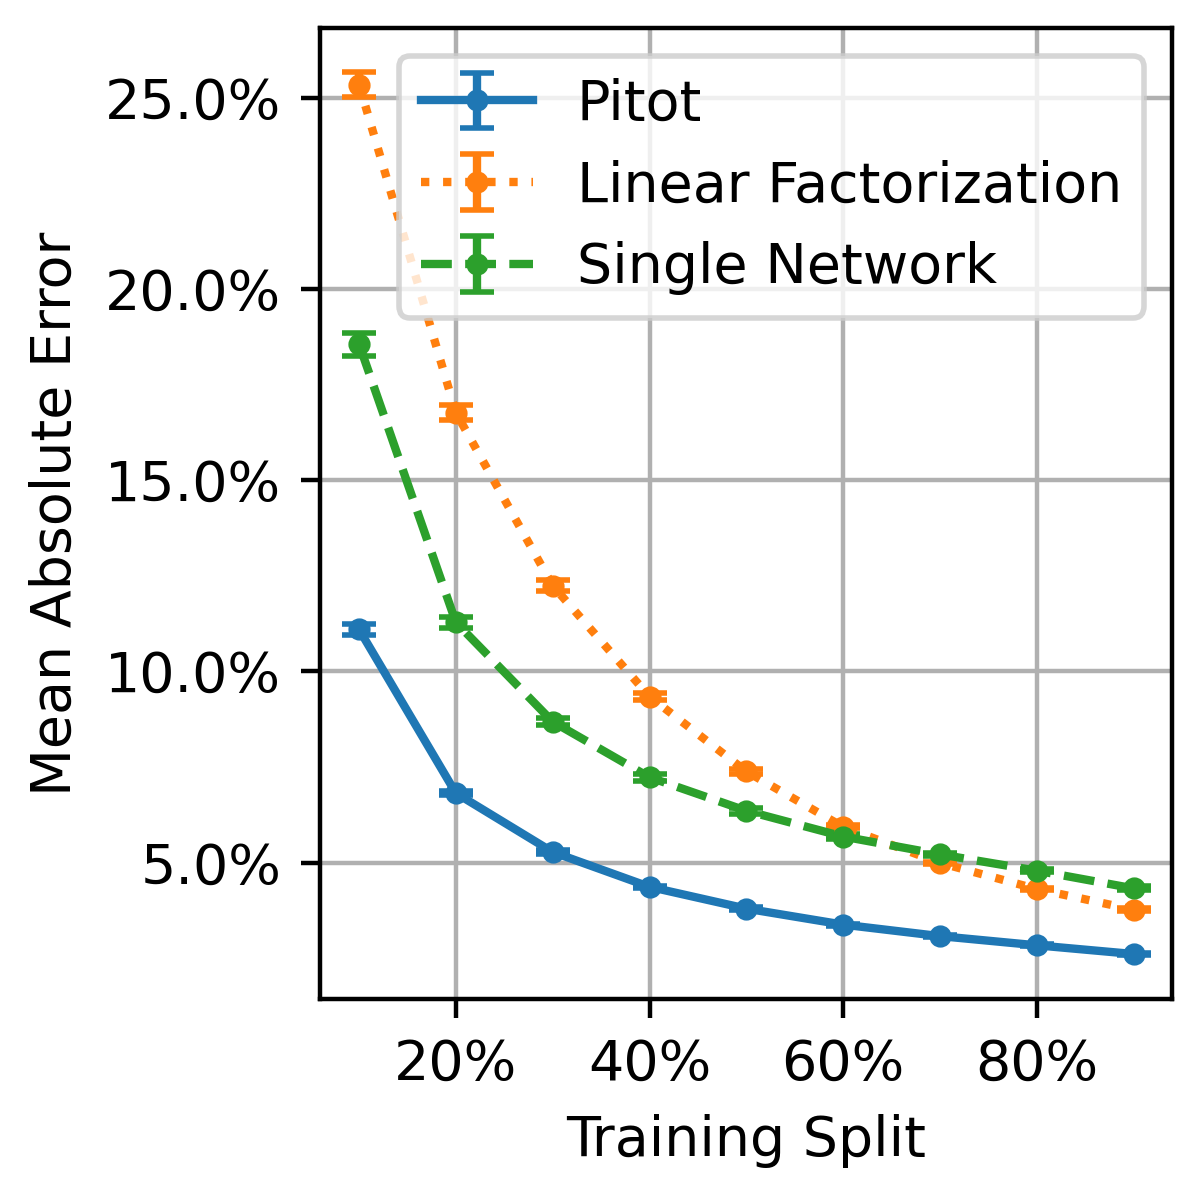 Pitot
Linear Factorization
Single Network
25.0%
20.0%
15.0%
10.0%
5.0%
Mean Absolute Error
20%
40%
60%
80%
Training Split